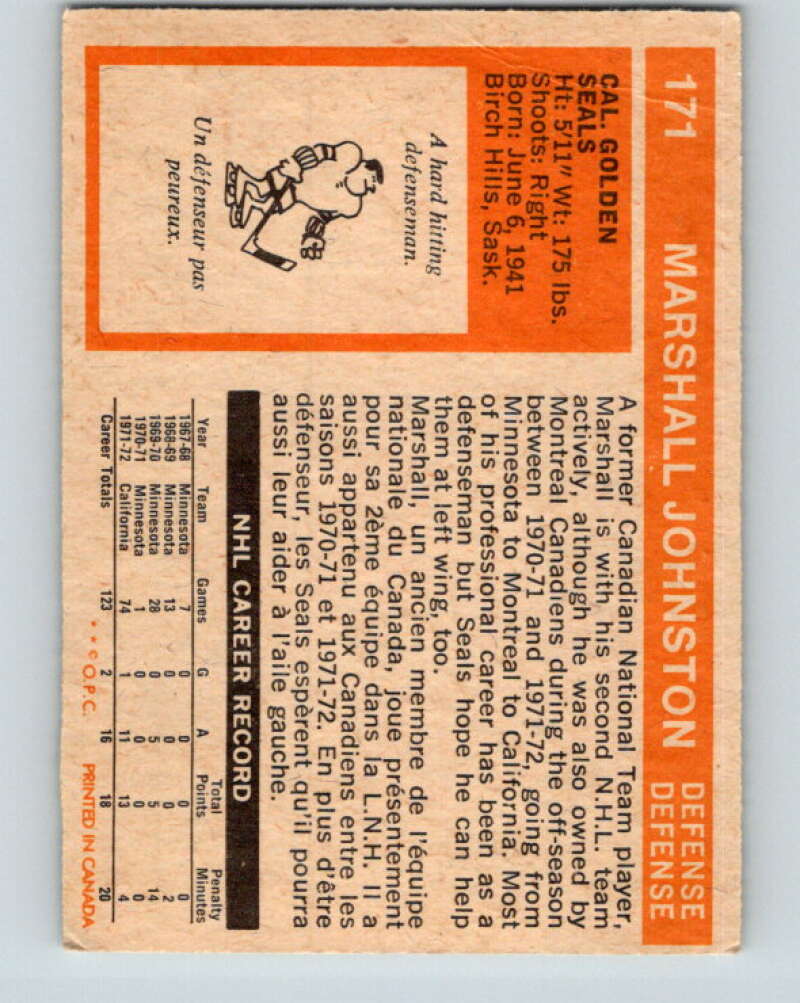 171 MARSHALL JOHNSTON DEFENSE
DEFENSE
CAL. GOLDEN
SEALS
Ht: 5'11" Wt: 175 lbs.
Shoots: Right
Born: June 6, 1941
Birch Hills, Sask.
A hard hitting
defenseman.
Un défenseur pas
peureux.
A former Canadian National Team player,
Marshall is with his second N.H.L. team
actively, although he was also owned by
Montreal Canadiens during the off-season
between 1970-71 and 1971-72, going from
Minnesota to Montreal to California. Most
of his professional career has been as a
defenseman but Seals hope he can help
them at left wing, too.
Marshall, un ancien membre de l'équipe
nationale du Canada, joue présentement
pour sa 2ème équipe dans la L.N.H. Il a
aussi appartenu aux Canadiens entre les
saisons 1970-71 et 1971-72. En plus d'être
défenseur, les Seals espèrent qu'il pourra
aussi leur aider à l'aile gauche.
NHL CAREER RECORD
Year Team Games G A Total Points Penalty Minutes
1967-68 Minnesota 7 0 0 0 0
1968-69 Minnesota 13 0 0 0 2
1969-70 Minnesota 28 0 5 5 14
1970-71 Minnesota 1 0 0 0 0
1971-72 California 74 1 11 13 4
Career Totals 123 2 16 18 20
* * © O.P.C. PRINTED IN CANADA